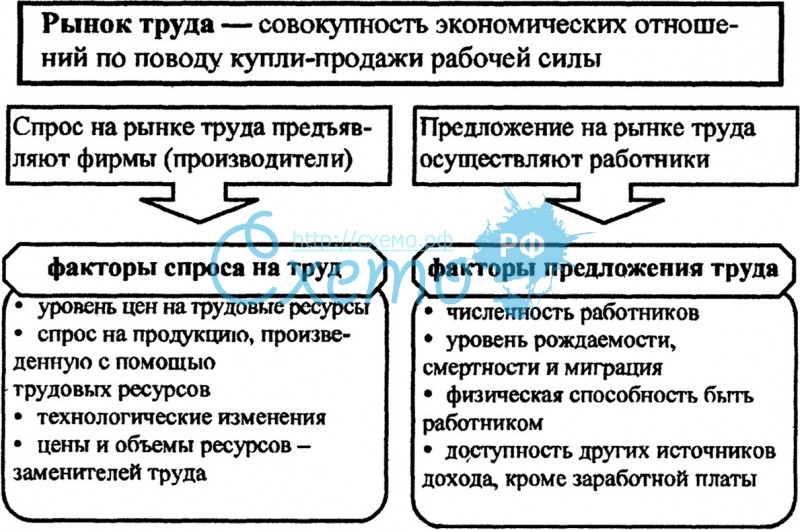 Рынок труда — совокупность экономических отноше-
ний по поводу купли-продажи рабочей силы
Спрос на рынке труда предъяв-
ляют фирмы (производители)
Предложение на рынке труда
осуществляют работники
http://схемо.рф
Схемо
РФ
факторы спроса на труд
• уровень цен на трудовые ресурсы
• спрос на продукцию, произве-
денную с помощью
трудовых ресурсов
• технологические изменения
• цены и объемы ресурсов –
заменителей труда
факторы предложения труда
• численность работников
• уровень рождаемости,
смертности и миграция
• физическая способность быть
работником
• доступность других источников
дохода, кроме заработной платы